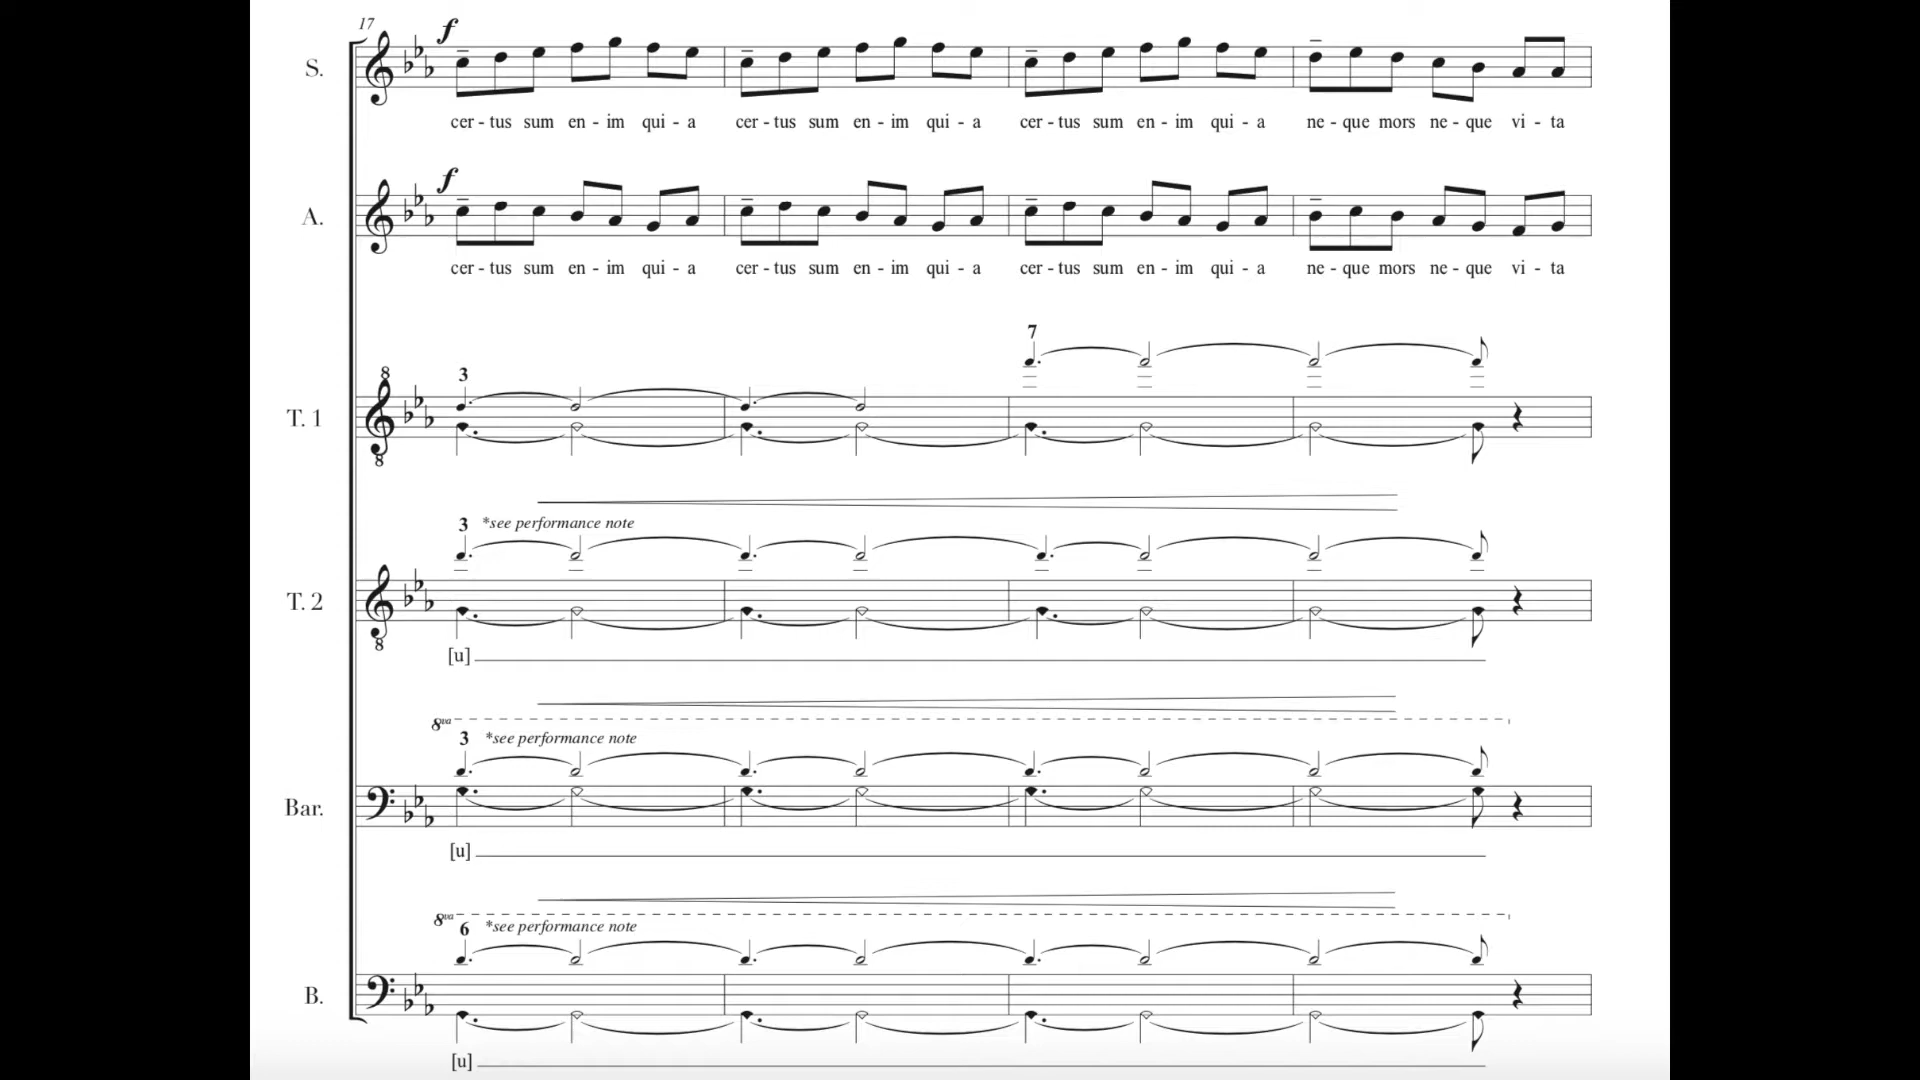 17 f
S.
cer - tus sum en - im qui - a cer - tus sum en - im qui - a cer - tus sum en - im qui - a ne - que mors ne - que vi - ta
f
A.
cer - tus sum en - im qui - a cer - tus sum en - im qui - a cer - tus sum en - im qui - a ne - que mors ne - que vi - ta
7
3
8
T. 1
8
3 *see performance note
T. 2
8
[u]
8va
3 *see performance note
Bar.
[u]
8va
6 *see performance note
B.
[u]